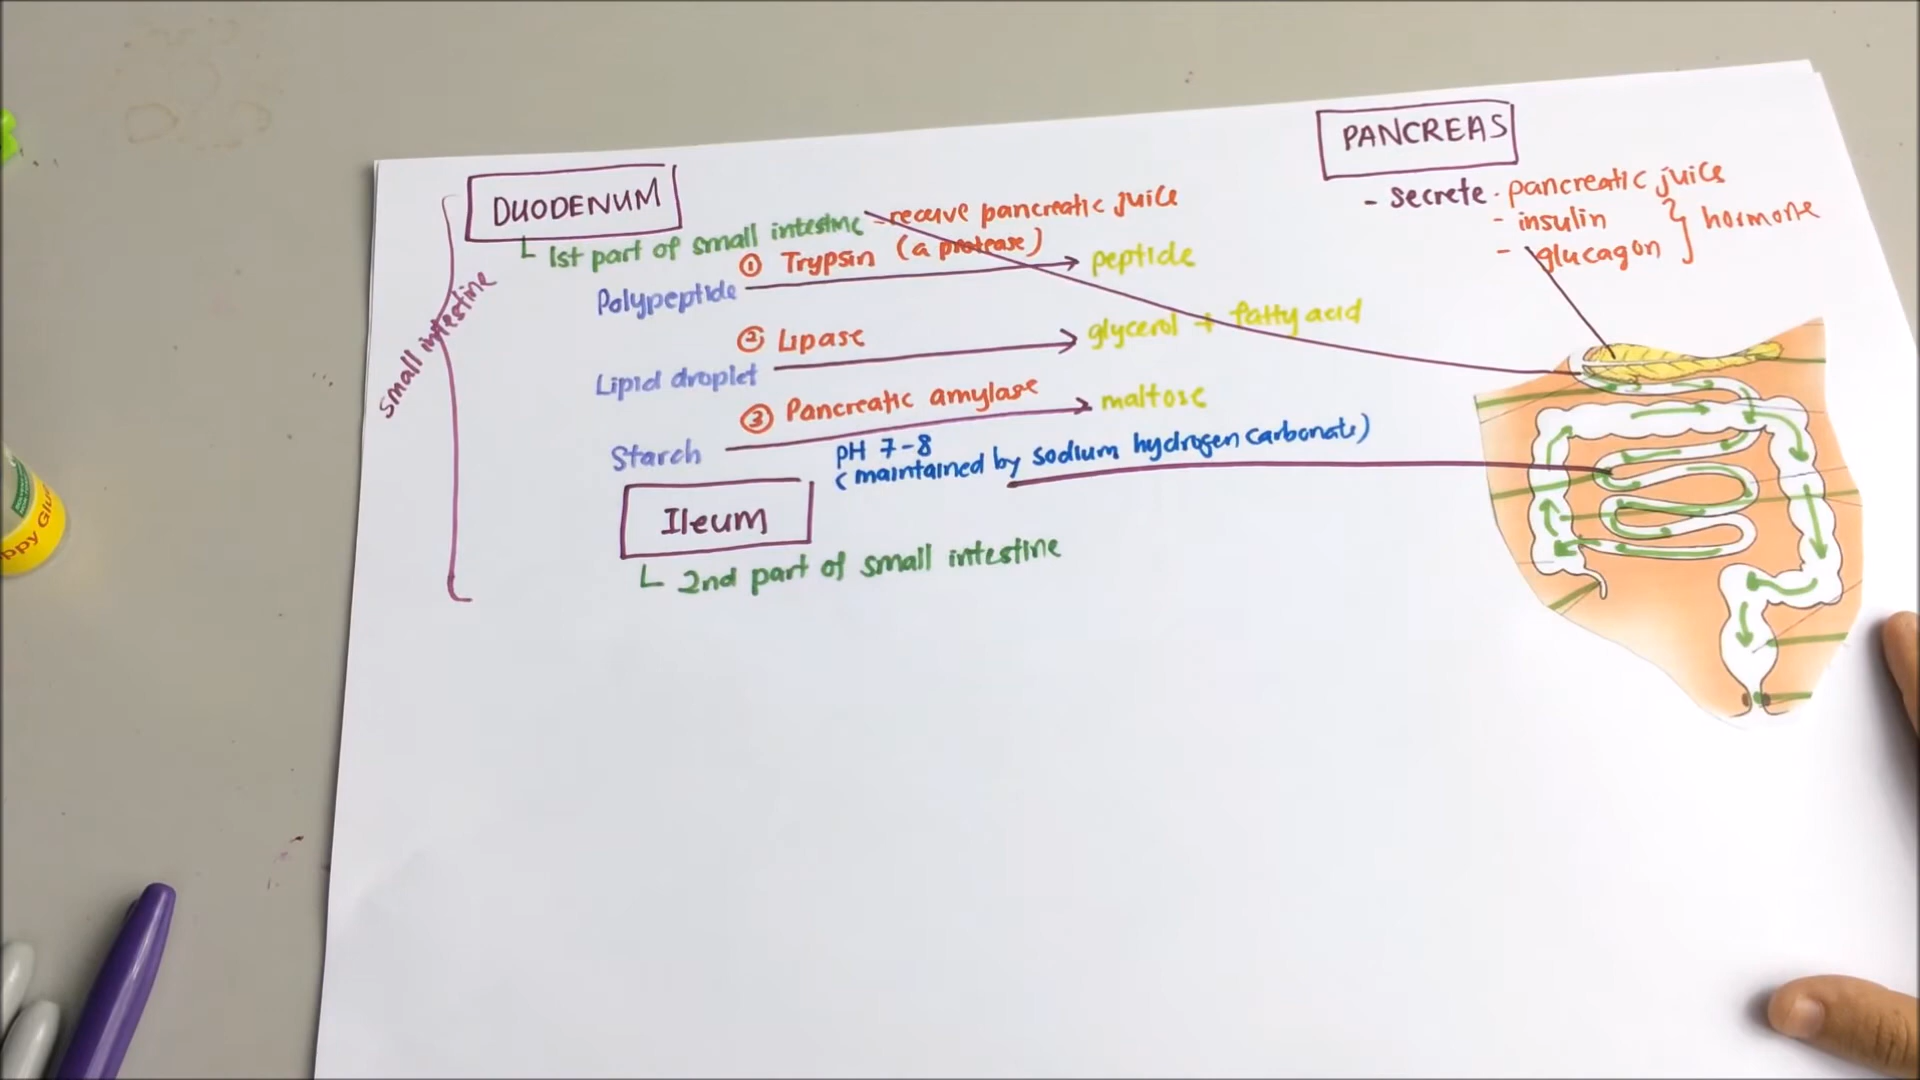 PANCREAS
- secrete · pancreatic juice
- insulin
- glucagon } hormone
DUODENUM
1st part of small intestine - receive pancreatic juice
① Trypsin (a protease)
Polypeptide → peptide
② Lipase
Lipid droplet → glycerol + fatty acid
③ Pancreatic amylase
Starch → maltose
pH 7-8
(maintained by sodium hydrogen carbonate)
small intestine
Ileum
2nd part of small intestine
ppy Glu